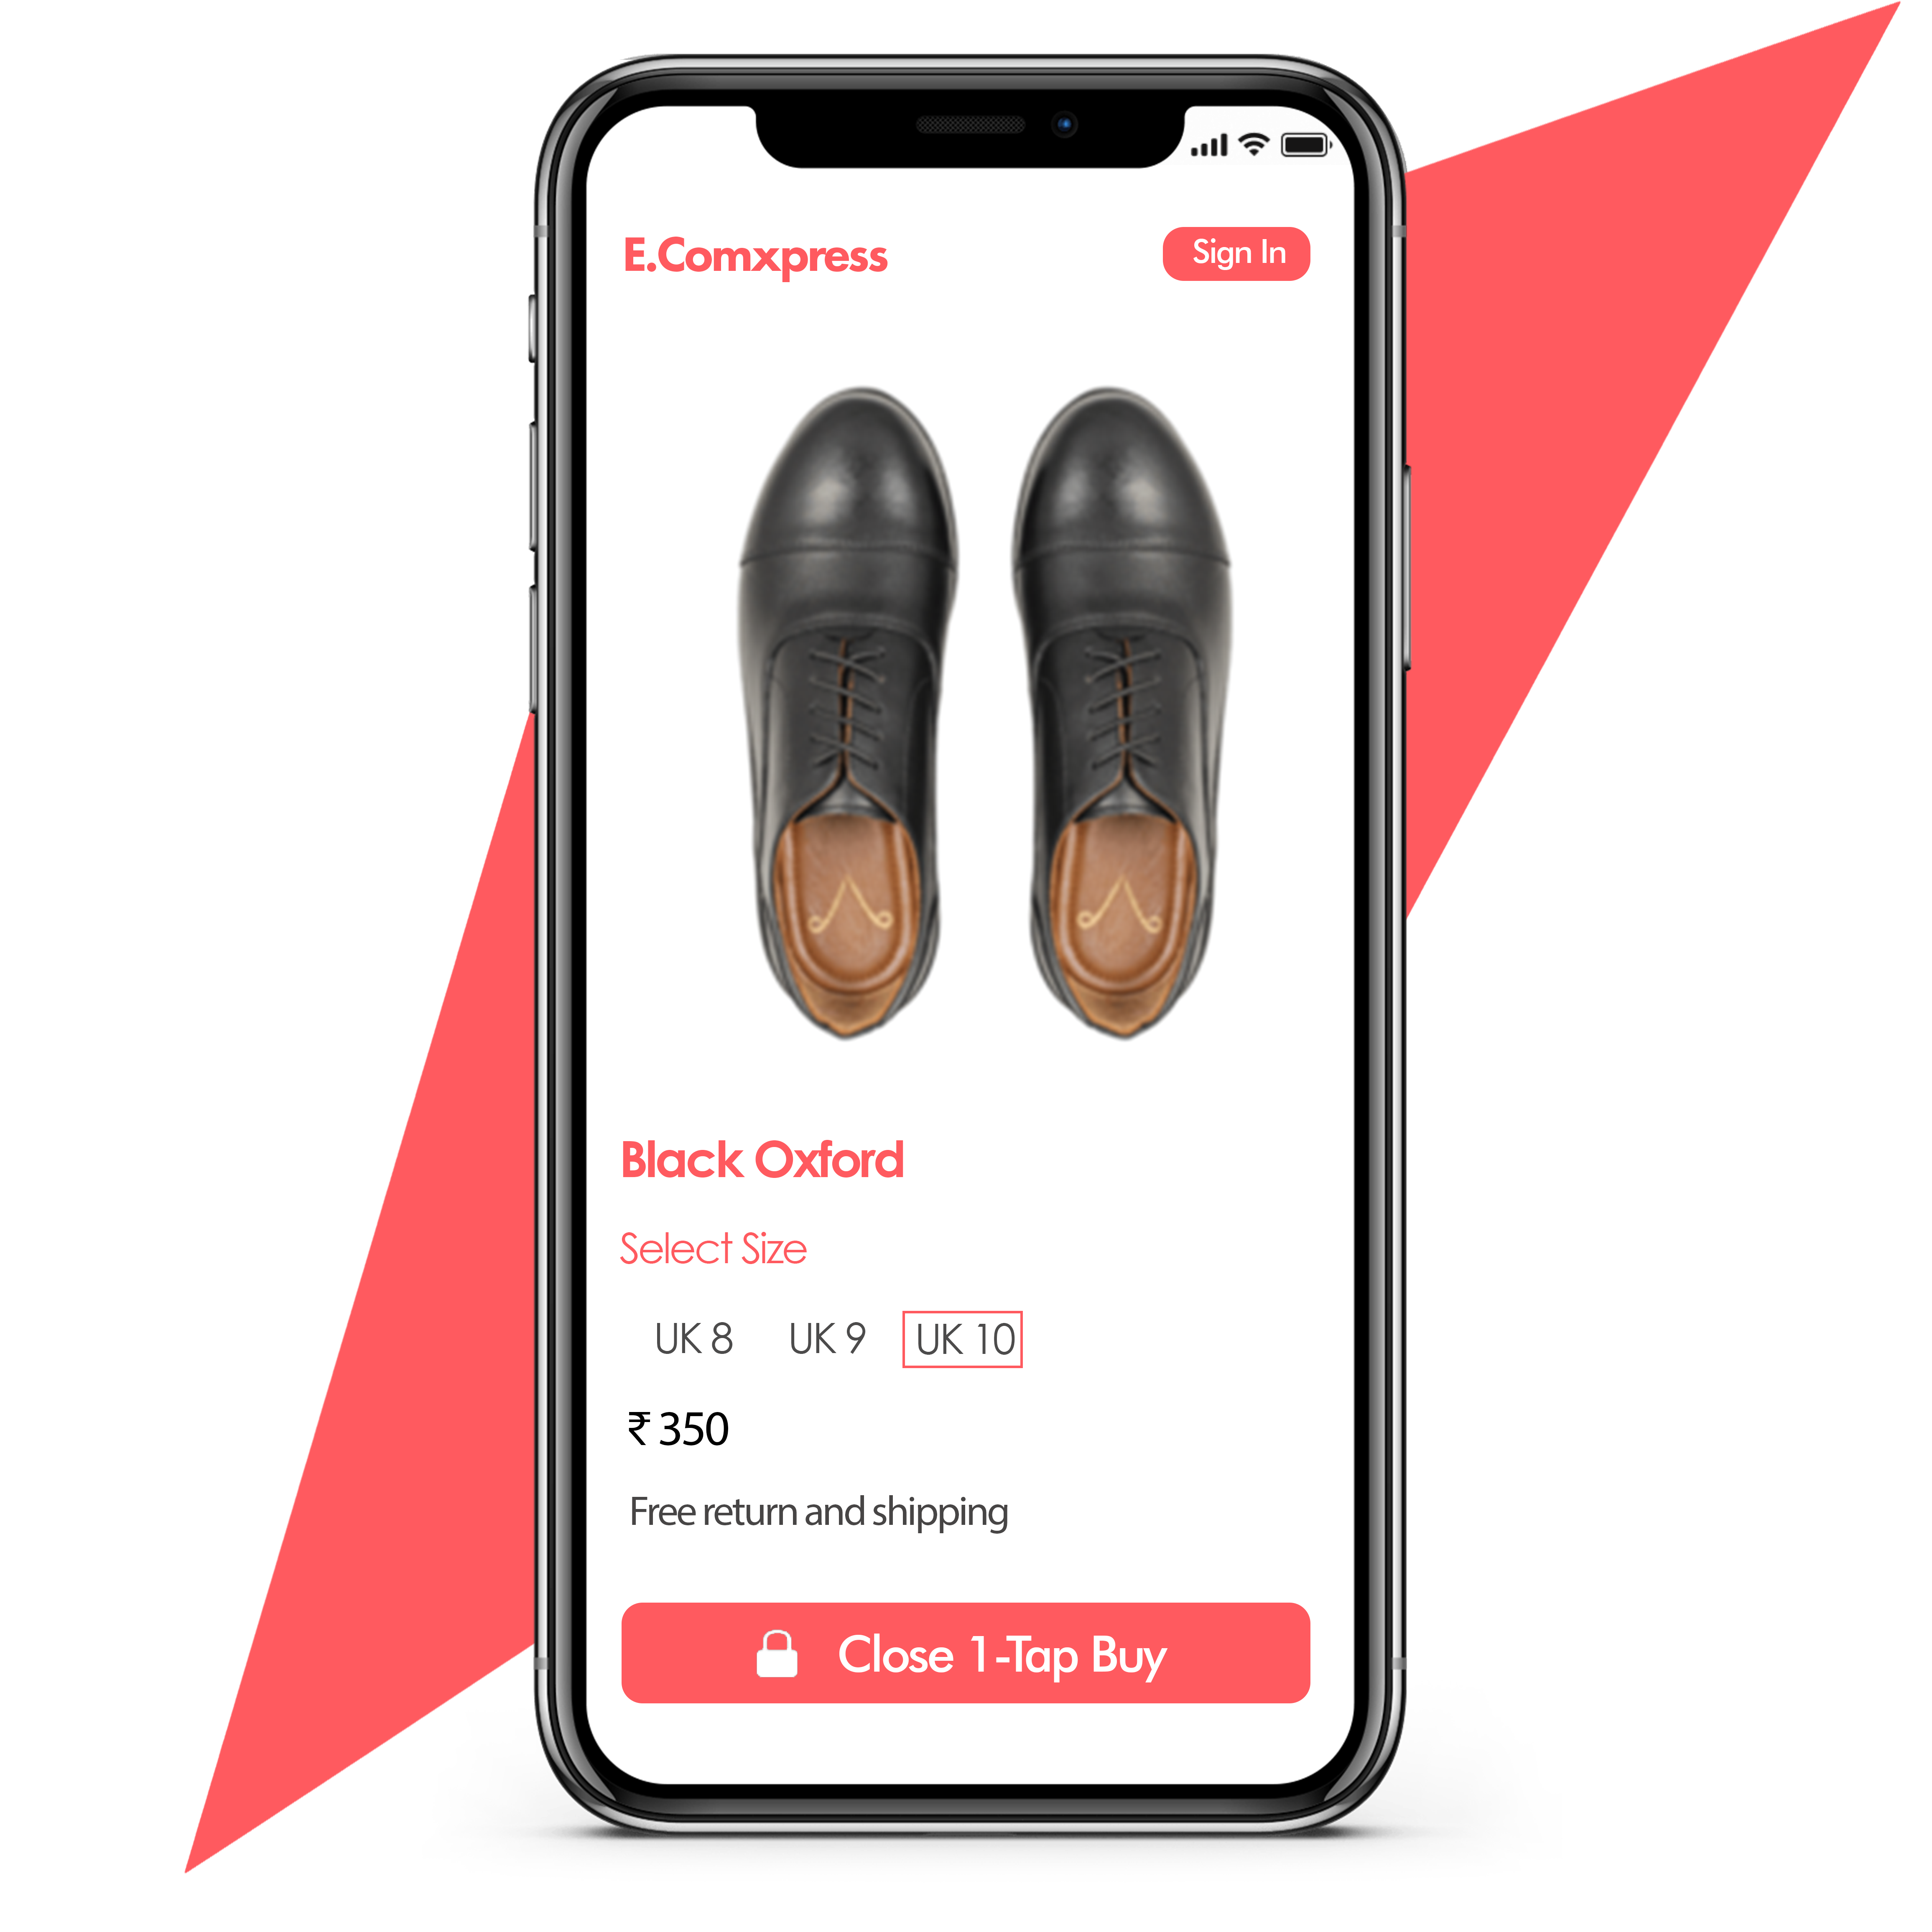 E.Comxpress
Sign In
Black Oxford
Select Size
UK 8 UK 9 UK 10
₹ 350
Free return and shipping
Close 1-Tap Buy